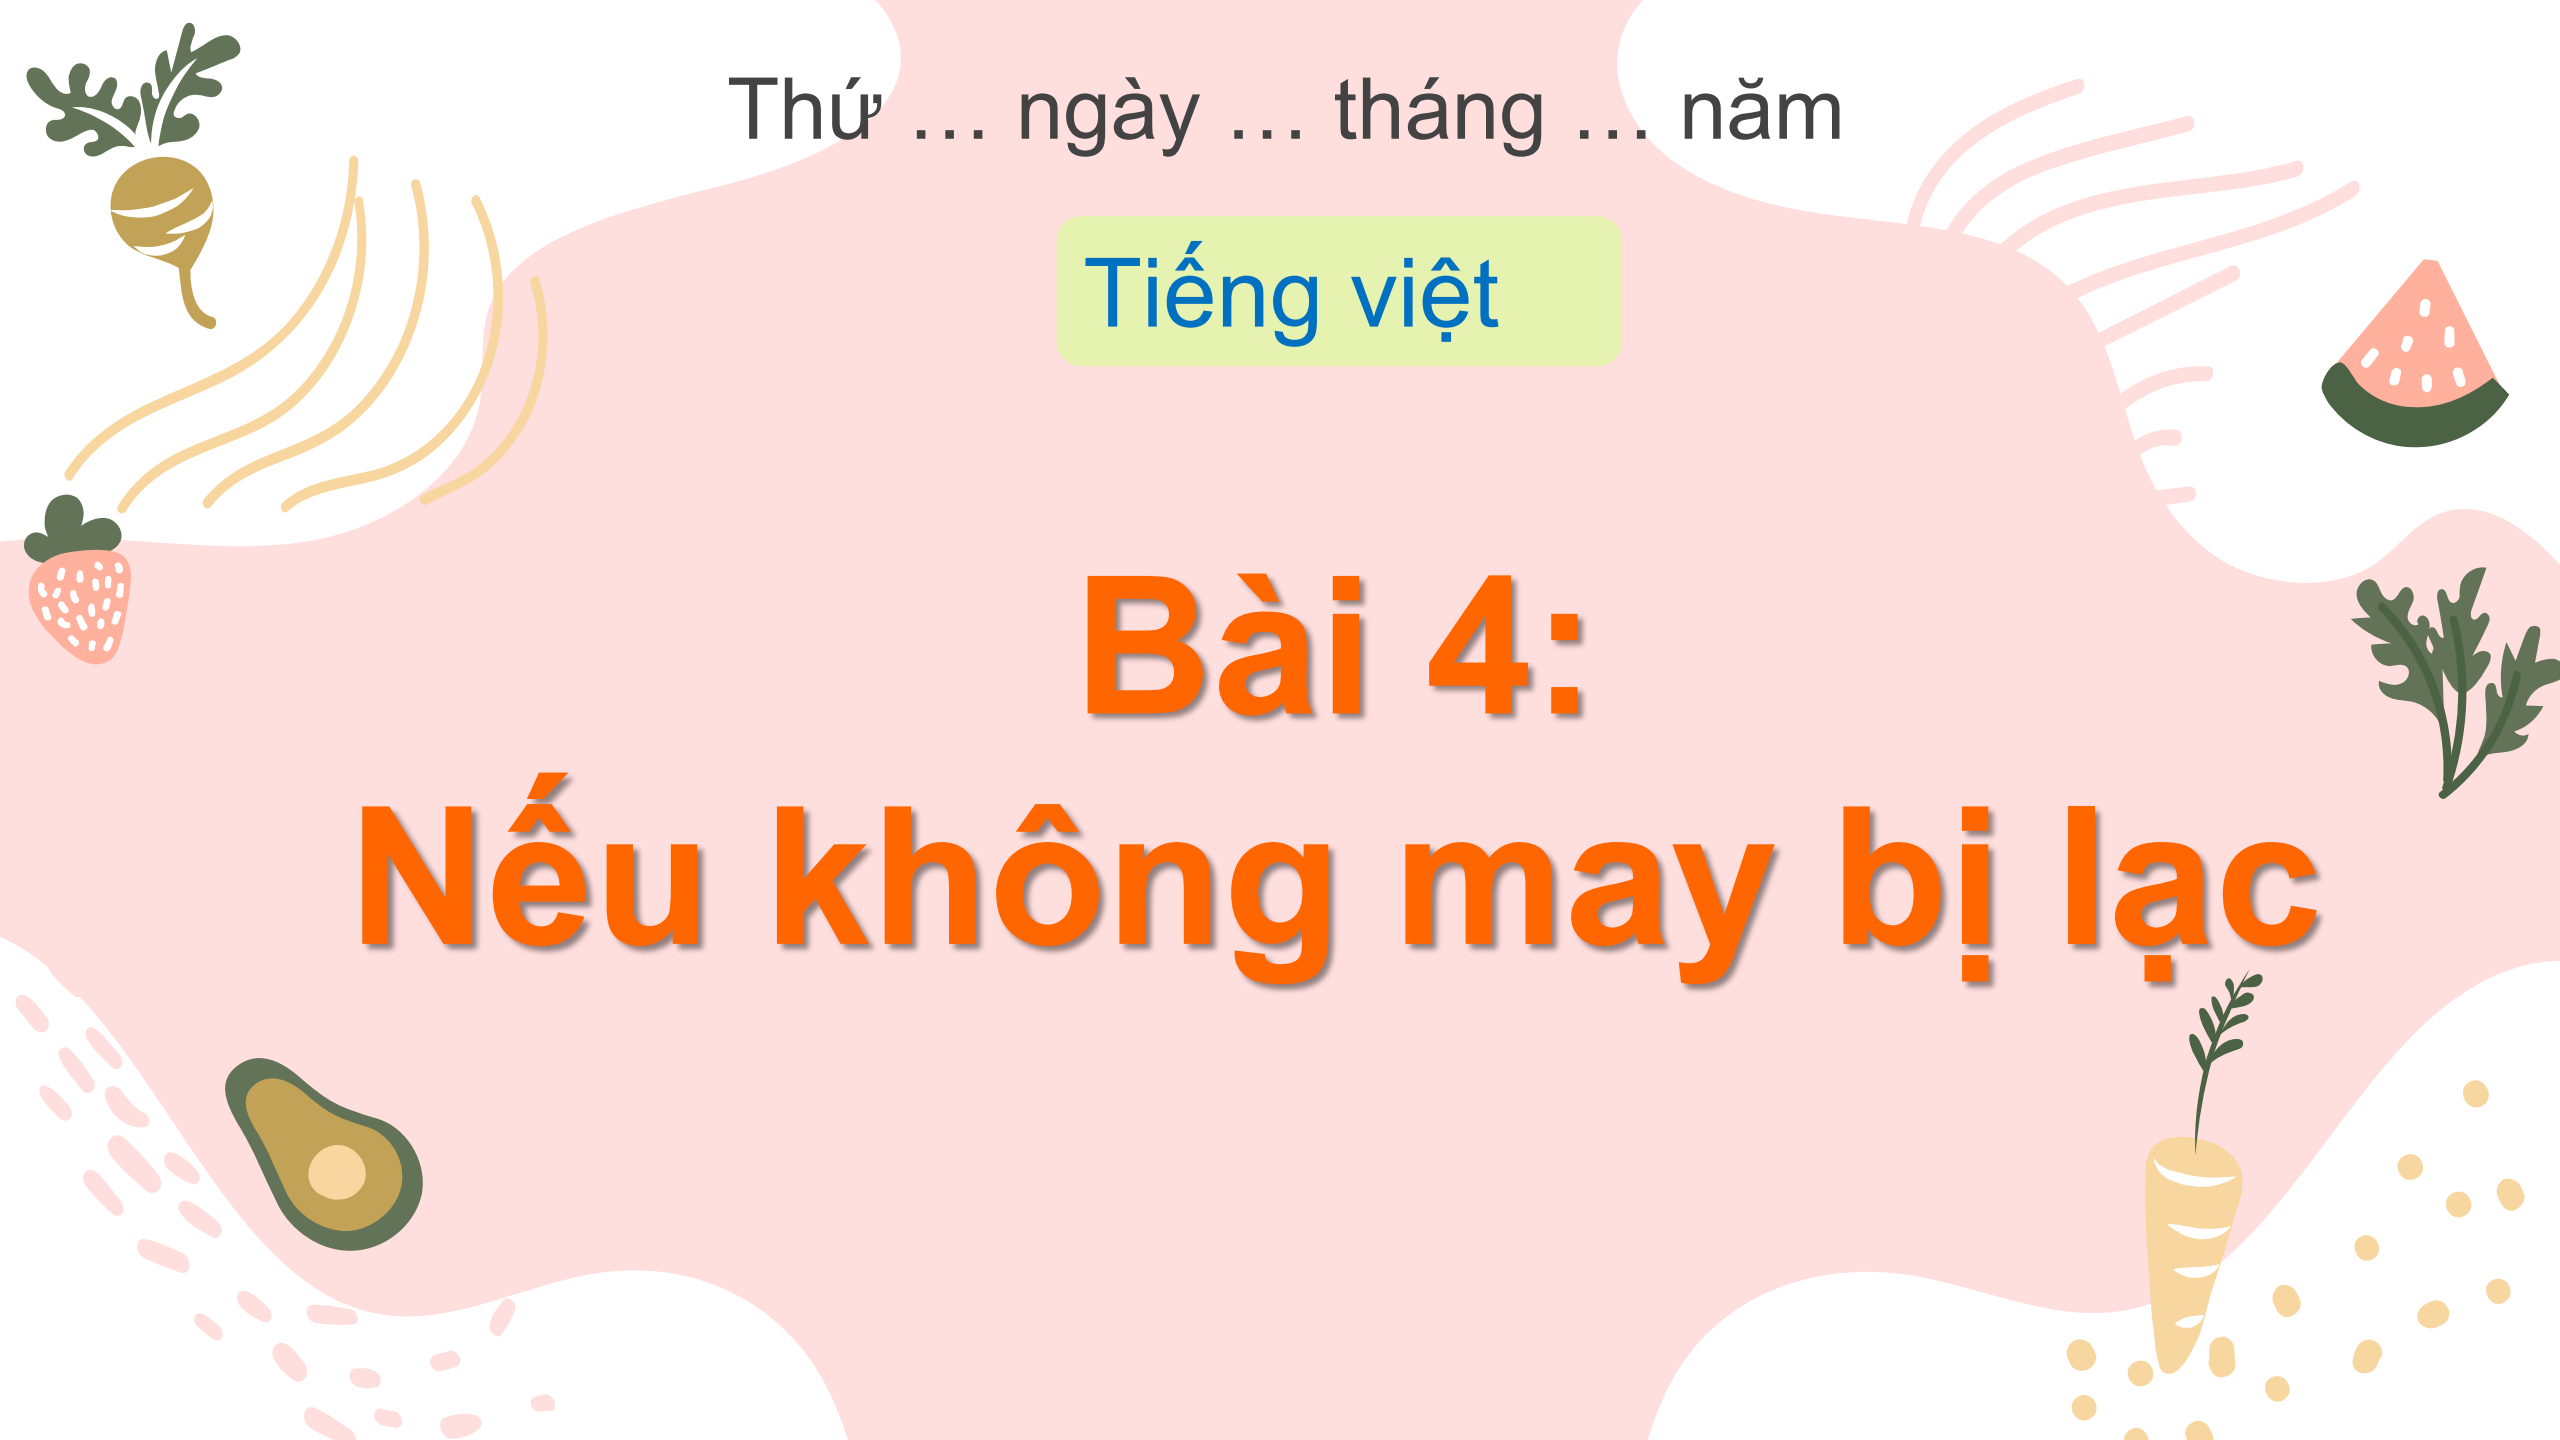 Thứ … ngày … tháng … năm
Tiếng việt
Bài 4:
Nếu không may bị lạc